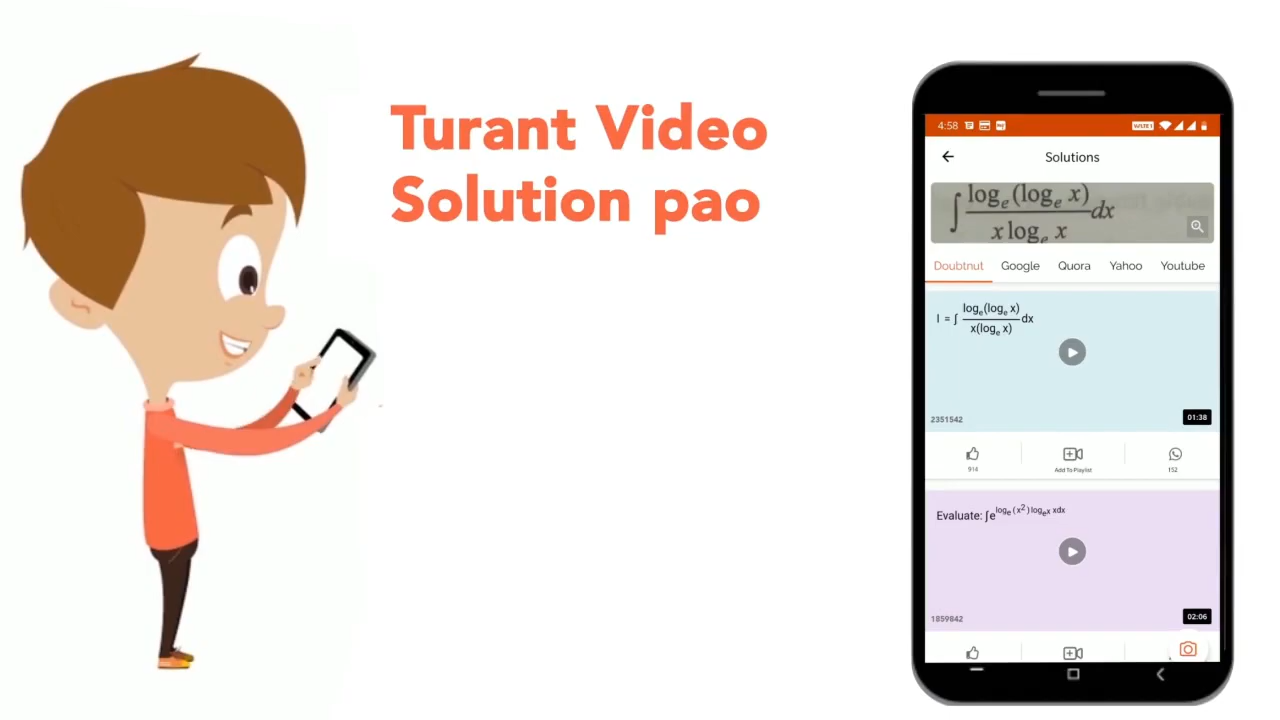 Turant Video
Solution pao
4:58
VoLTE1
Solutions
∫ logₑ(logₑ x) / x logₑ x dx
Doubtnut Google Quora Yahoo Youtube
I = ∫ logₑ(logₑ x) / x(logₑ x) dx
2351542 01:38
914 Add To Playlist 152
Evaluate: ∫e^logₑ(x²)logₑx xdx
1859842 02:06